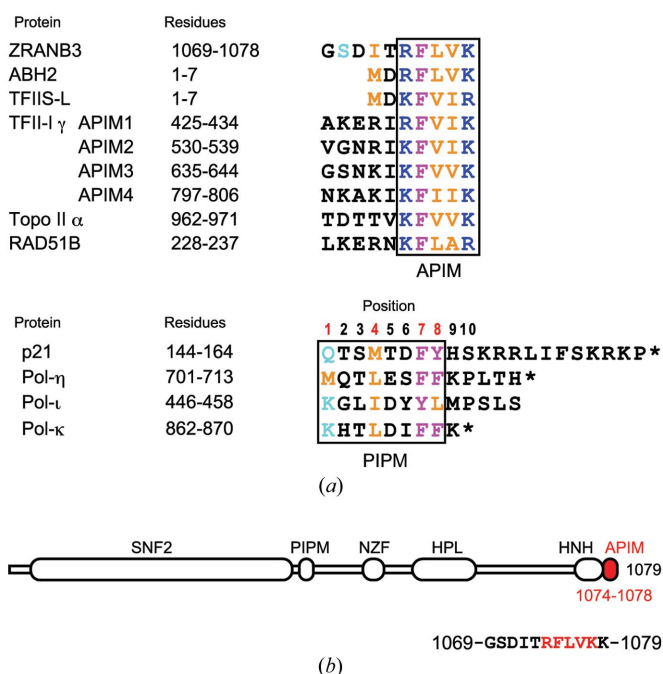 Protein Residues
ZRANB3 1069-1078 GSDITRFLVK
ABH2 1-7 MDRFLVK
TFIIS-L 1-7 MDKFVIR
TFII-I γ APIM1 425-434 AKERIRFVIK
APIM2 530-539 VGNRIKFVIK
APIM3 635-644 GSNKIKFVVK
APIM4 797-806 NKAKIKFIIK
Topo II α 962-971 TDTTVKFVVK
RAD51B 228-237 LKERNKFLAR
APIM
Position
Protein Residues 1 2 3 4 5 6 7 8 9 10
p21 144-164 QTSMTDFYHSKRRLIFSKRKP*
Pol-η 701-713 MQTLESFFKPLTH*
Pol-ι 446-458 KGLIDYYLMPSLS
Pol-κ 862-870 KHTLDIFFK*
PIPM
(a)
SNF2 PIPM NZF HPL HNH APIM
1079
1074-1078
1069-GSDITRFLVKK-1079
(b)